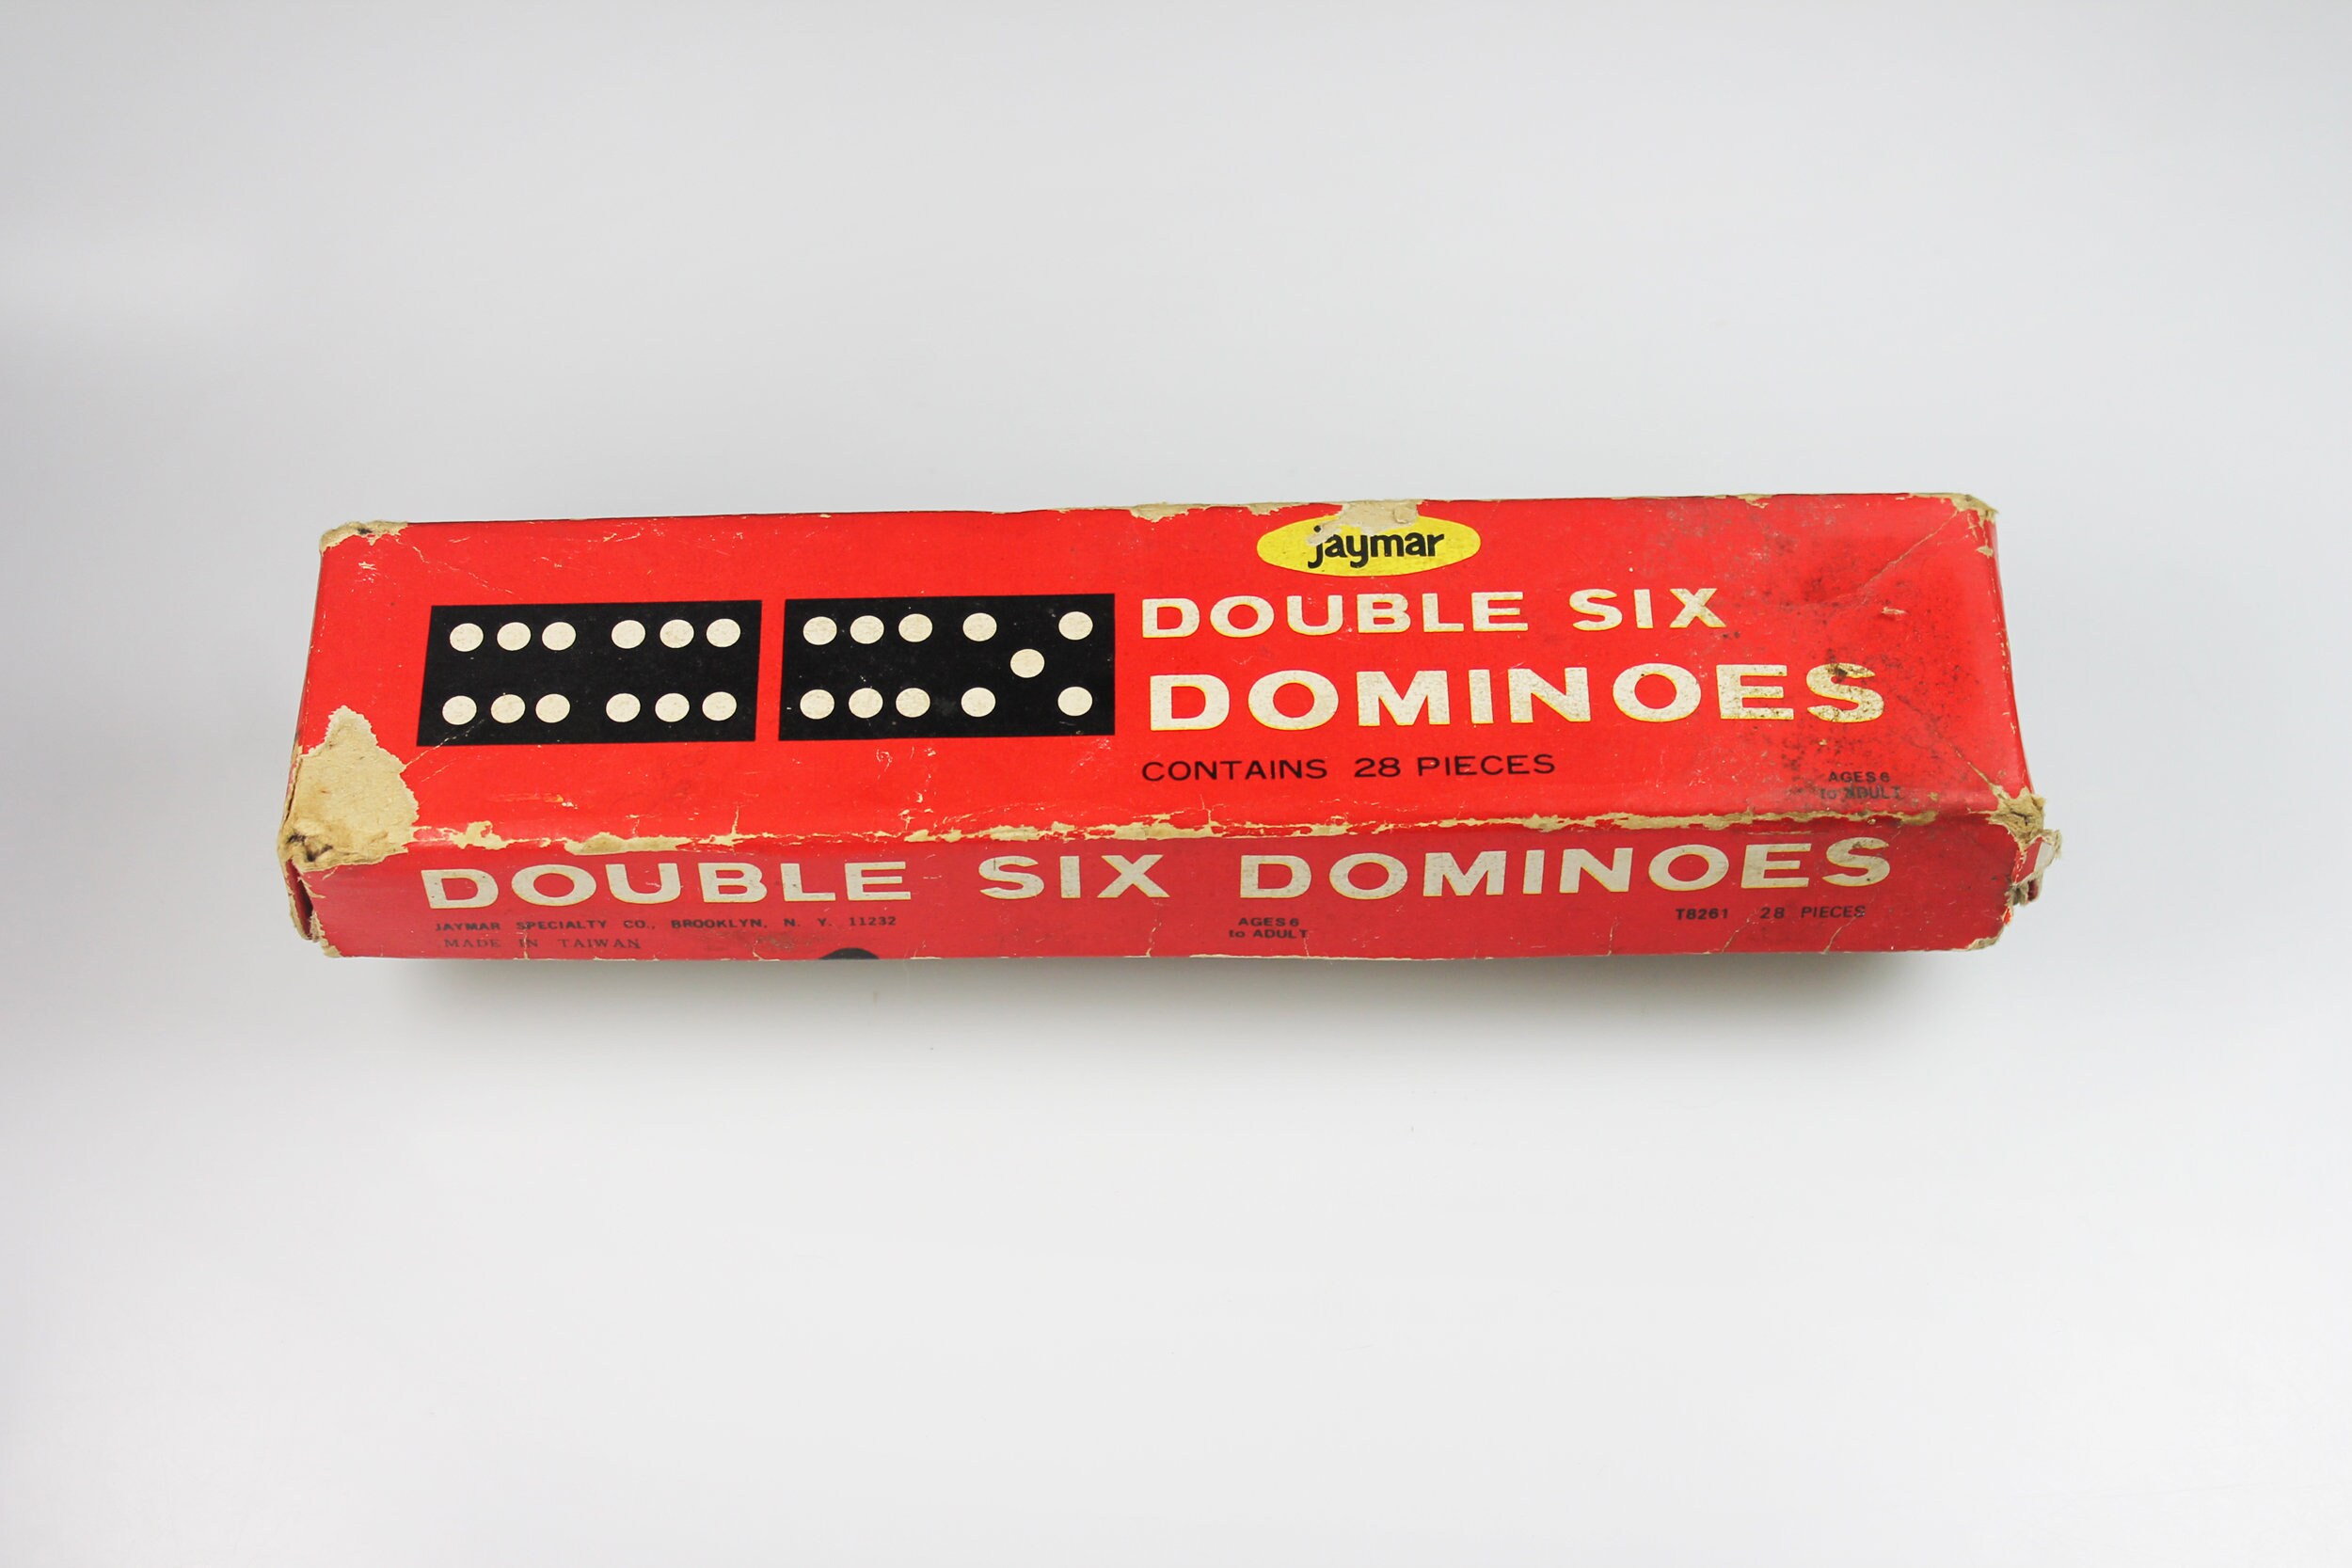 jaymar
DOUBLE SIX
DOMINOES
CONTAINS 28 PIECES
AGES 6
to ADULT
DOUBLE SIX DOMINOES
JAYMAR SPECIALTY CO., BROOKLYN, N. Y. 11232
MADE IN TAIWAN
AGES 6
to ADULT
T8261 28 PIECES